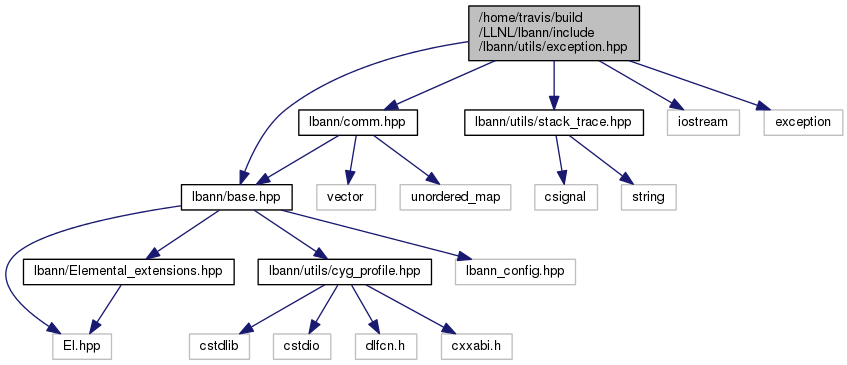 /home/travis/build
/LLNL/lbann/include
/lbann/utils/exception.hpp
lbann/comm.hpp
lbann/utils/stack_trace.hpp
iostream
exception
lbann/base.hpp
vector
unordered_map
csignal
string
lbann/Elemental_extensions.hpp
lbann/utils/cyg_profile.hpp
lbann_config.hpp
El.hpp
cstdlib
cstdio
dlfcn.h
cxxabi.h